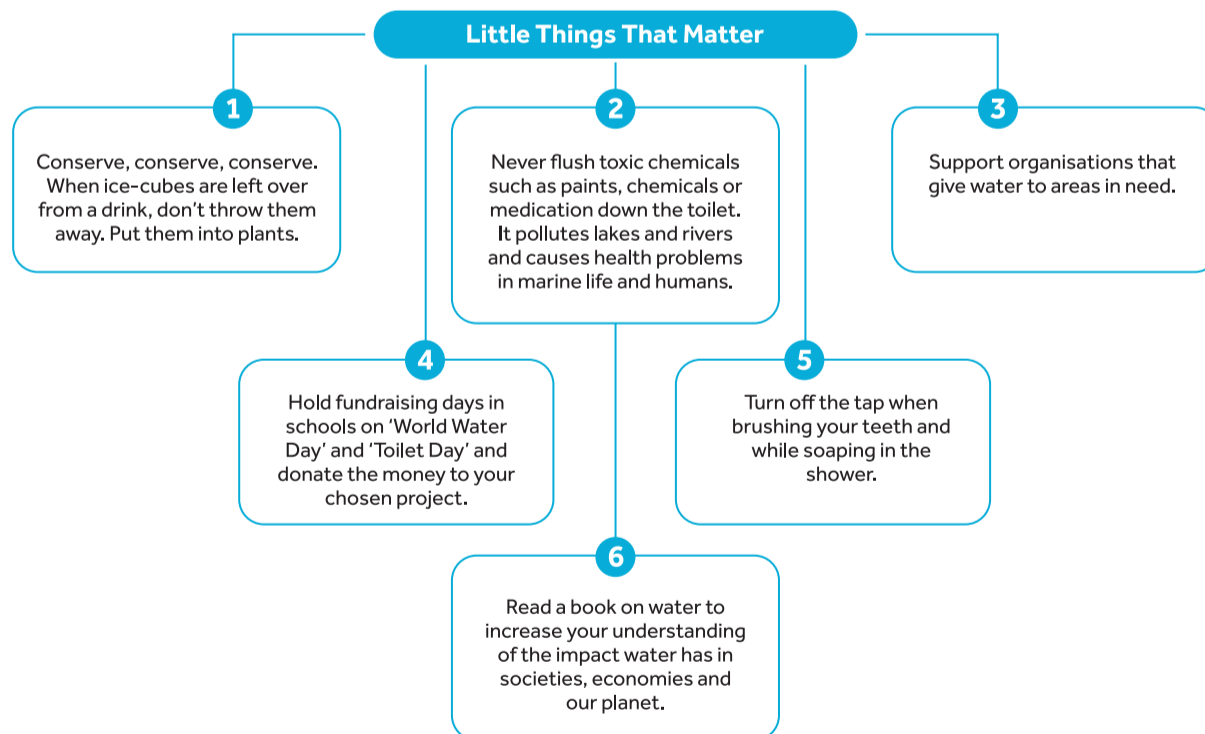 Little Things That Matter
1
Conserve, conserve, conserve.
When ice-cubes are left over
from a drink, don't throw them
away. Put them into plants.
2
Never flush toxic chemicals
such as paints, chemicals or
medication down the toilet.
It pollutes lakes and rivers
and causes health problems
in marine life and humans.
3
Support organisations that
give water to areas in need.
4
Hold fundraising days in
schools on ‘World Water
Day’ and ‘Toilet Day’ and
donate the money to your
chosen project.
5
Turn off the tap when
brushing your teeth and
while soaping in the
shower.
6
Read a book on water to
increase your understanding
of the impact water has in
societies, economies and
our planet.